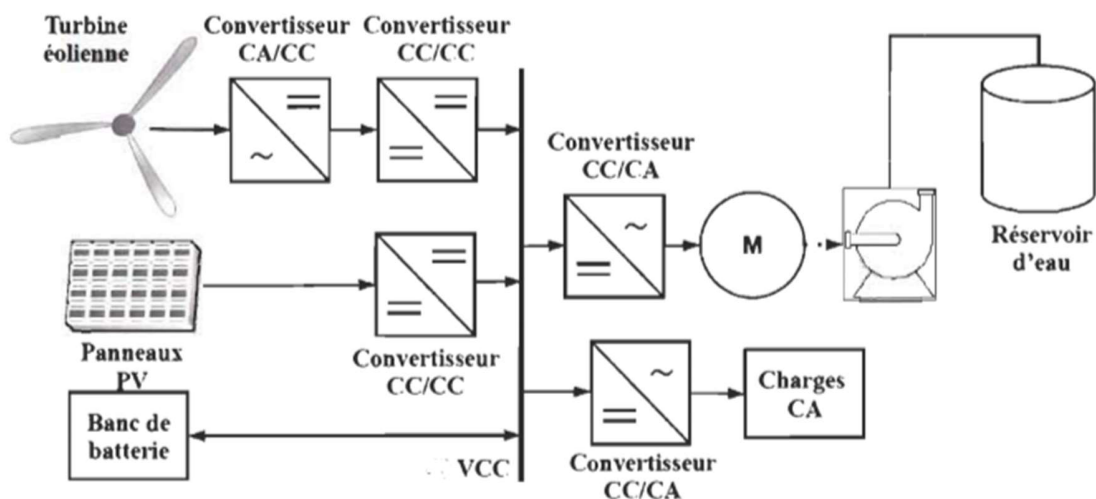 Turbine
éolienne
Convertisseur
CA/CC
Convertisseur
CC/CC
Convertisseur
CC/CA
M
Réservoir
d'eau
Panneaux
PV
Convertisseur
CC/CC
Charges
CA
Banc de
batterie
VCC
Convertisseur
CC/CA